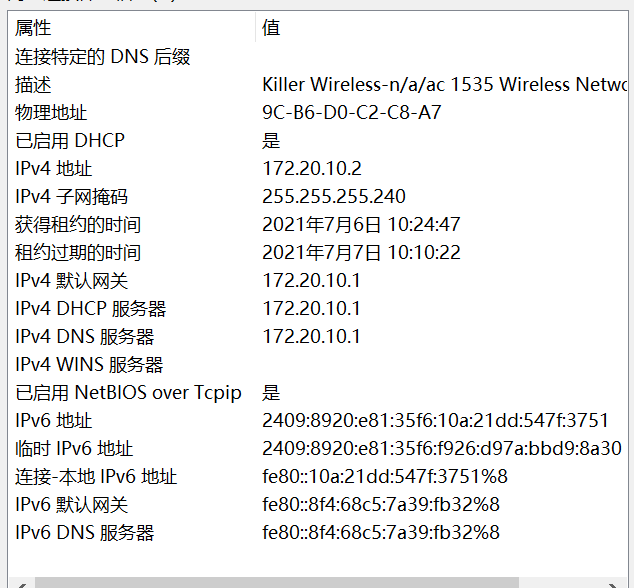 属性 值
连接特定的 DNS 后缀
描述 Killer Wireless-n/a/ac 1535 Wireless Netwo
物理地址 9C-B6-D0-C2-C8-A7
已启用 DHCP 是
IPv4 地址 172.20.10.2
IPv4 子网掩码 255.255.255.240
获得租约的时间 2021年7月6日 10:24:47
租约过期的时间 2021年7月7日 10:10:22
IPv4 默认网关 172.20.10.1
IPv4 DHCP 服务器 172.20.10.1
IPv4 DNS 服务器 172.20.10.1
IPv4 WINS 服务器
已启用 NetBIOS over Tcpip 是
IPv6 地址 2409:8920:e81:35f6:10a:21dd:547f:3751
临时 IPv6 地址 2409:8920:e81:35f6:f926:d97a:bbd9:8a30
连接-本地 IPv6 地址 fe80::10a:21dd:547f:3751%8
IPv6 默认网关 fe80::8f4:68c5:7a39:fb32%8
IPv6 DNS 服务器 fe80::8f4:68c5:7a39:fb32%8